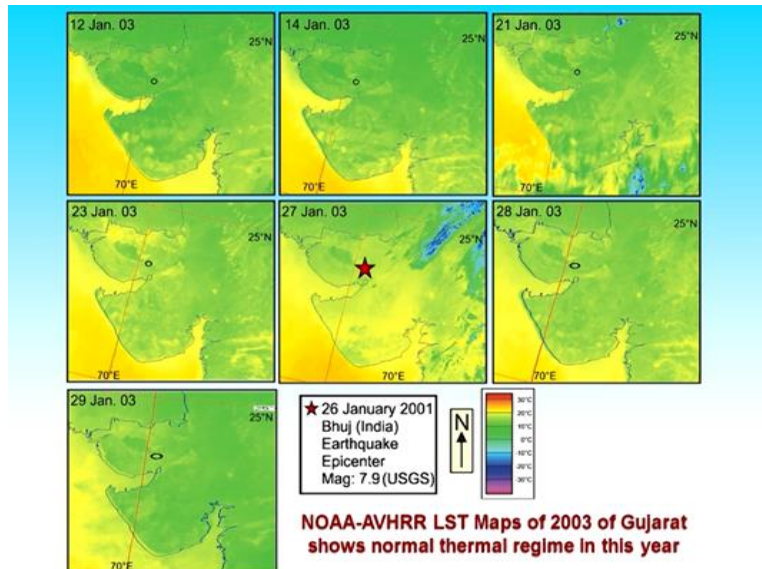 12 Jan. 03
25°N
70°E
14 Jan. 03
25°N
70°E
21 Jan. 03
25°N
70°E
23 Jan. 03
25°N
70°E
27 Jan. 03
25°N
70°E
28 Jan. 03
25°N
70°E
29 Jan. 03
25°N
70°E
26 January 2001
Bhuj (India)
Earthquake
Epicenter
Mag: 7.9 (USGS)
N
30°C
20°C
10°C
0°C
-10°C
-20°C
-30°C
NOAA-AVHRR LST Maps of 2003 of Gujarat
shows normal thermal regime in this year